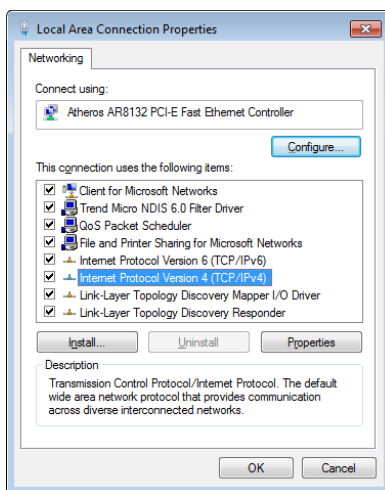 Local Area Connection Properties
Networking
Connect using:
Atheros AR8132 PCI-E Fast Ethernet Controller
Configure...
This connection uses the following items:
Client for Microsoft Networks
Trend Micro NDIS 6.0 Filter Driver
QoS Packet Scheduler
File and Printer Sharing for Microsoft Networks
Internet Protocol Version 6 (TCP/IPv6)
Internet Protocol Version 4 (TCP/IPv4)
Link-Layer Topology Discovery Mapper I/O Driver
Link-Layer Topology Discovery Responder
Install... Uninstall Properties
Description
Transmission Control Protocol/Internet Protocol. The default
wide area network protocol that provides communication
across diverse interconnected networks.
OK Cancel